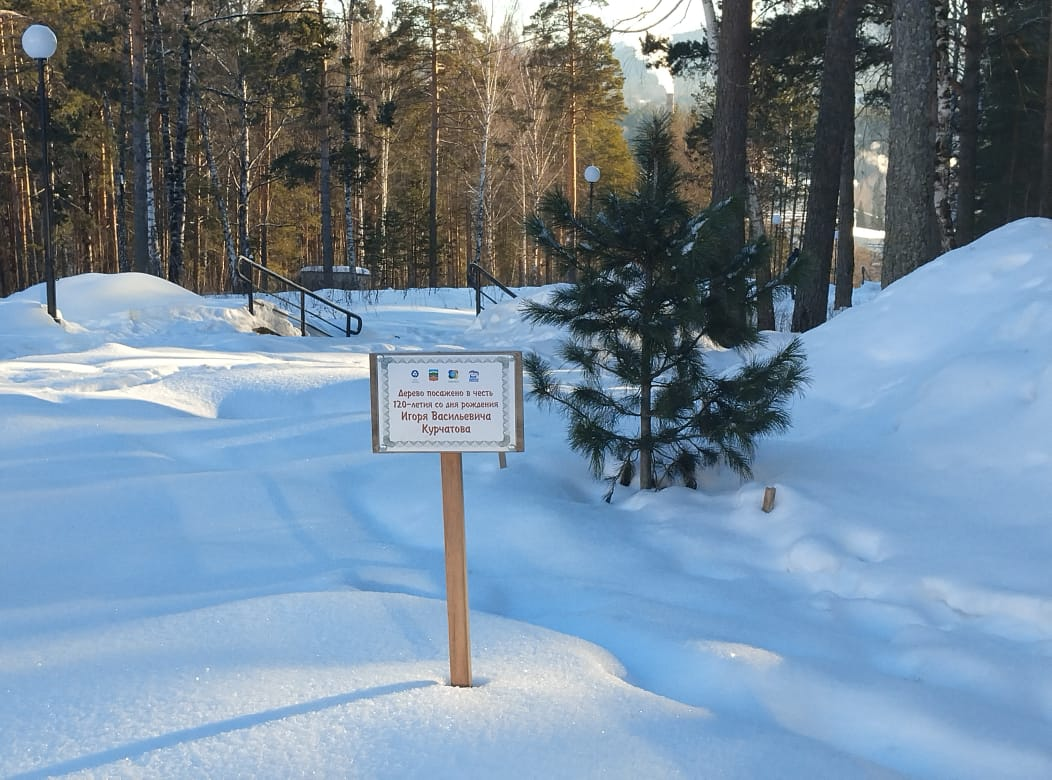 Дерево посажено в честь
120-летия со дня рождения
Игоря Васильевича
Курчатова